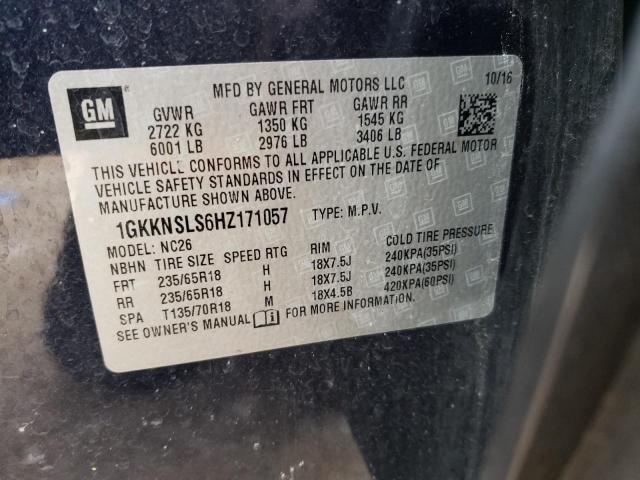 GM
MFD BY GENERAL MOTORS LLC 10/16
GVWR GAWR FRT GAWR RR
2722 KG 1350 KG 1545 KG
6001 LB 2976 LB 3406 LB
THIS VEHICLE CONFORMS TO ALL APPLICABLE U.S. FEDERAL MOTOR
VEHICLE SAFETY STANDARDS IN EFFECT ON THE DATE OF
MANUFACTURE SHOWN ABOVE.
1GKKNSLS6HZ171057 TYPE: M.P.V.
MODEL: NC26
NBHN TIRE SIZE SPEED RTG RIM COLD TIRE PRESSURE
FRT 235/65R18 H 18X7.5J 240KPA(35PSI)
RR 235/65R18 H 18X7.5J 240KPA(35PSI)
SPA T135/70R18 M 18X4.5B 420KPA(60PSI)
SEE OWNER'S MANUAL FOR MORE INFORMATION.